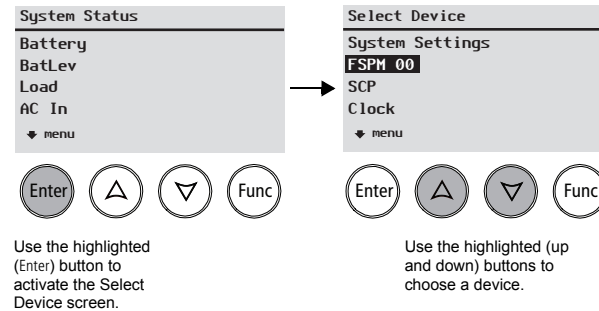 System Status
Battery
BatLev
Load
AC In
menu
Enter
Func
Use the highlighted
(Enter) button to
activate the Select
Device screen.
Select Device
System Settings
FSPM 00
SCP
Clock
menu
Enter
Func
Use the highlighted (up
and down) buttons to
choose a device.